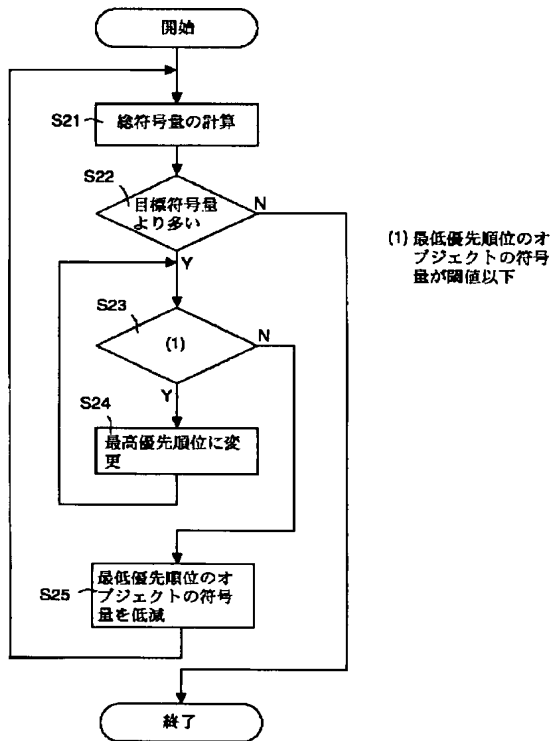 開始
S21
総符号量の計算
S22
目標符号量
より多い
N
Y
(1) 最低優先順位のオ
ブジェクトの符号
量が閾値以下
S23
(1)
N
Y
S24
最高優先順位に変
更
S25
最低優先順位のオ
ブジェクトの符号
量を低減
終了